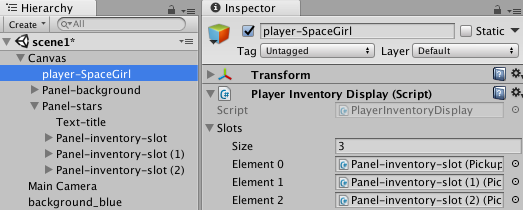 Hierarchy
Create
All
scene1*
Canvas
player-SpaceGirl
Panel-background
Panel-stars
Text-title
Panel-inventory-slot
Panel-inventory-slot (1)
Panel-inventory-slot (2)
Main Camera
background_blue
Inspector
player-SpaceGirl
Static
Tag Untagged Layer Default
Transform
Player Inventory Display (Script)
Script PlayerInventoryDisplay
Slots
Size 3
Element 0 Panel-inventory-slot (Pickup
Element 1 Panel-inventory-slot (1) (Pic
Element 2 Panel-inventory-slot (2) (Pic